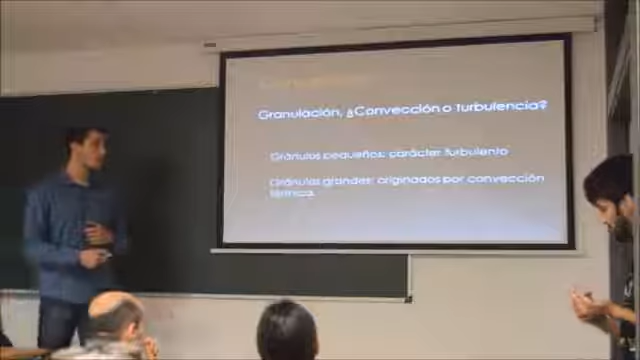 Granulación, ¿Convección o turbulencia?
Gránulos pequeños: carácter turbulento
Gránulos grandes: originados por convección
térmica.